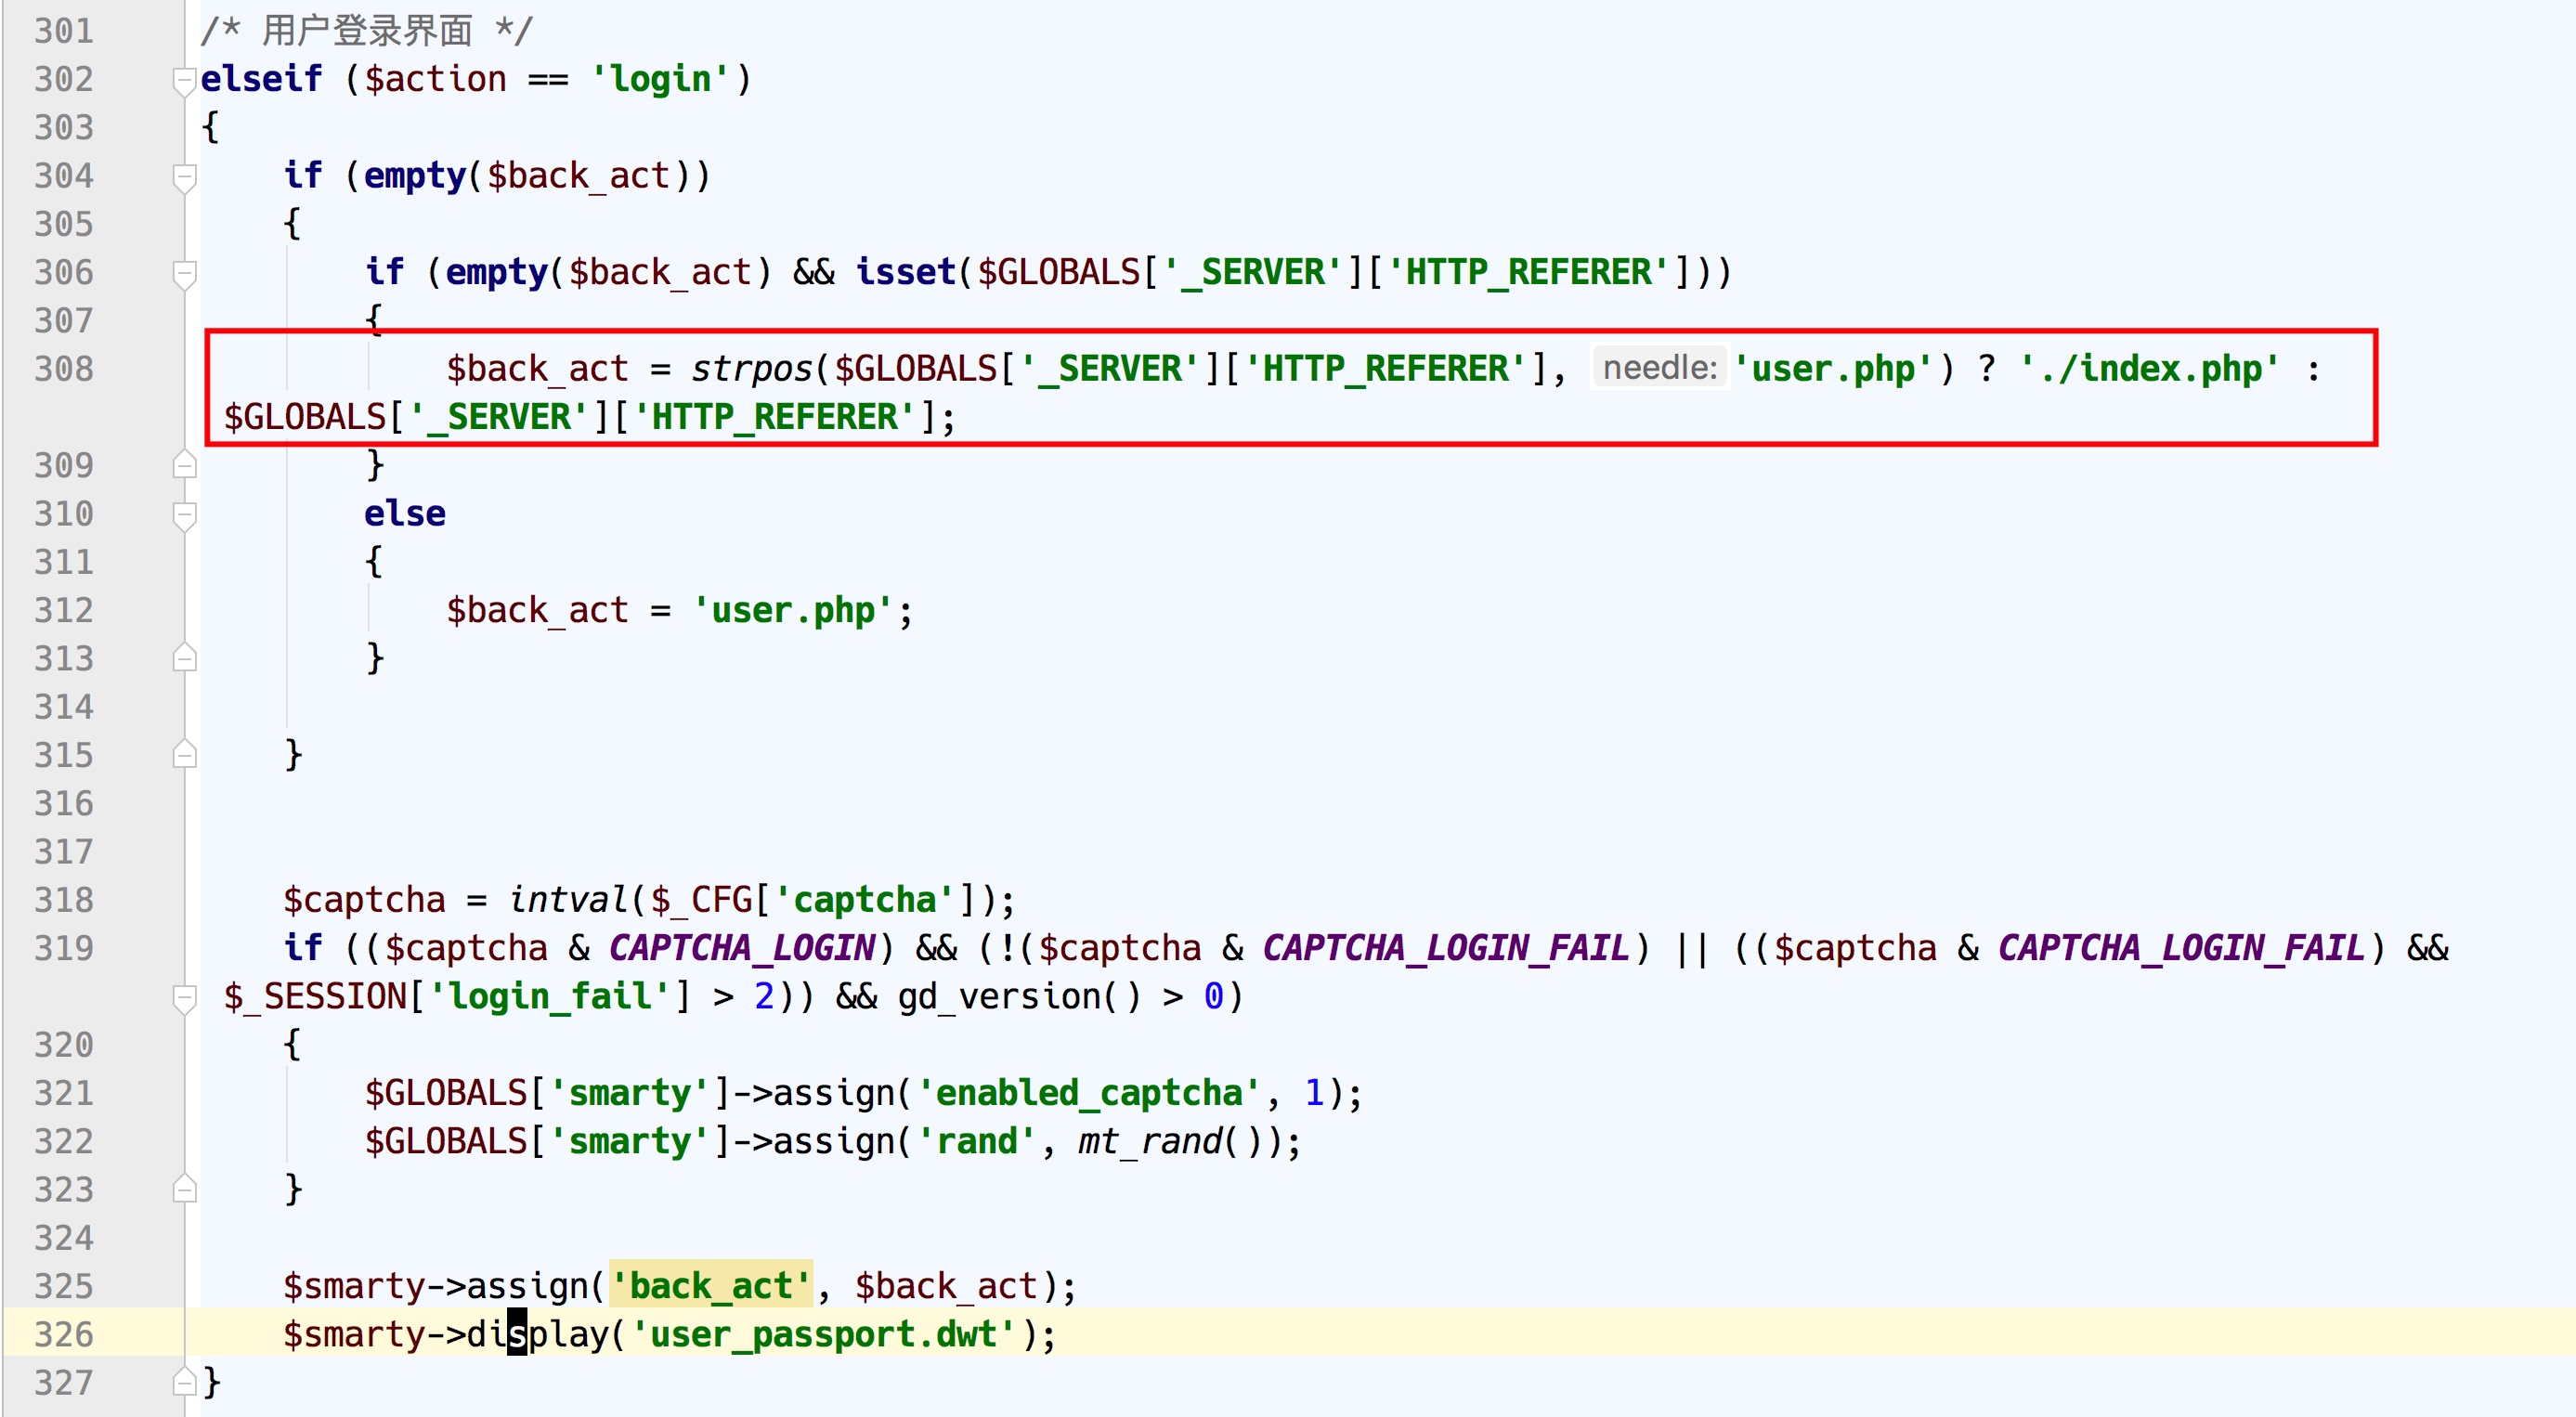 301 /* 用户登录界面 */
302 elseif ($action == 'login')
303 {
304     if (empty($back_act))
305     {
306         if (empty($back_act) && isset($GLOBALS['_SERVER']['HTTP_REFERER']))
307         {
308             $back_act = strpos($GLOBALS['_SERVER']['HTTP_REFERER'], needle: 'user.php') ? './index.php' :
$GLOBALS['_SERVER']['HTTP_REFERER'];
309         }
310         else
311         {
312             $back_act = 'user.php';
313         }
314
315     }
316
317
318     $captcha = intval($_CFG['captcha']);
319     if (($captcha & CAPTCHA_LOGIN) && (!($captcha & CAPTCHA_LOGIN_FAIL) || (($captcha & CAPTCHA_LOGIN_FAIL) &&
$_SESSION['login_fail'] > 2)) && gd_version() > 0)
320     {
321         $GLOBALS['smarty']->assign('enabled_captcha', 1);
322         $GLOBALS['smarty']->assign('rand', mt_rand());
323     }
324
325     $smarty->assign('back_act', $back_act);
326     $smarty->display('user_passport.dwt');
327 }